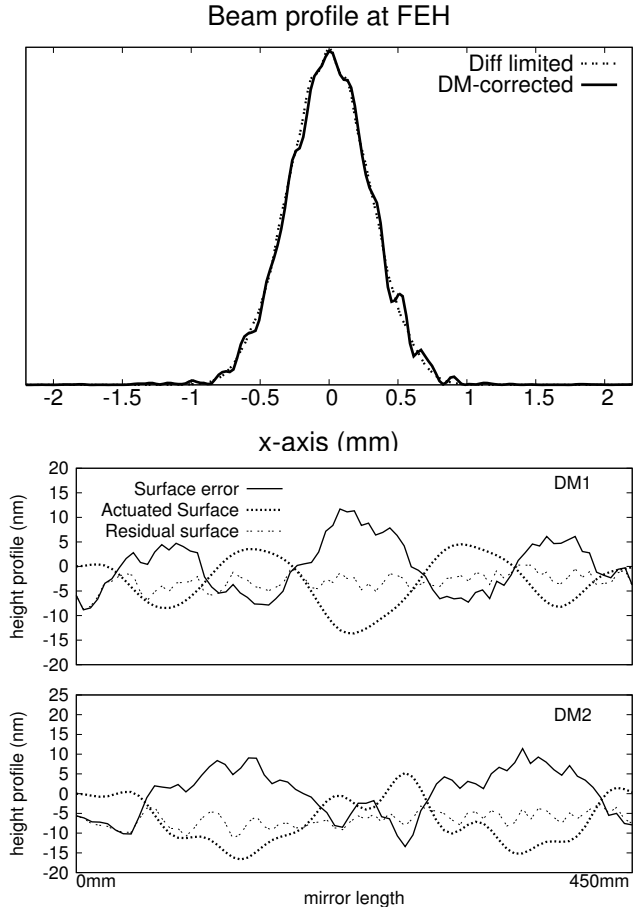 Beam profile at FEH
Diff limited
DM-corrected
-2 -1.5 -1 -0.5 0 0.5 1 1.5 2
x-axis (mm)
20
15
10
5
0
-5
-10
-15
-20
height profile (nm)
Surface error
Actuated Surface
Residual surface
DM1
25
20
15
10
5
0
-5
-10
-15
-20
height profile (nm)
DM2
0mm 450mm
mirror length